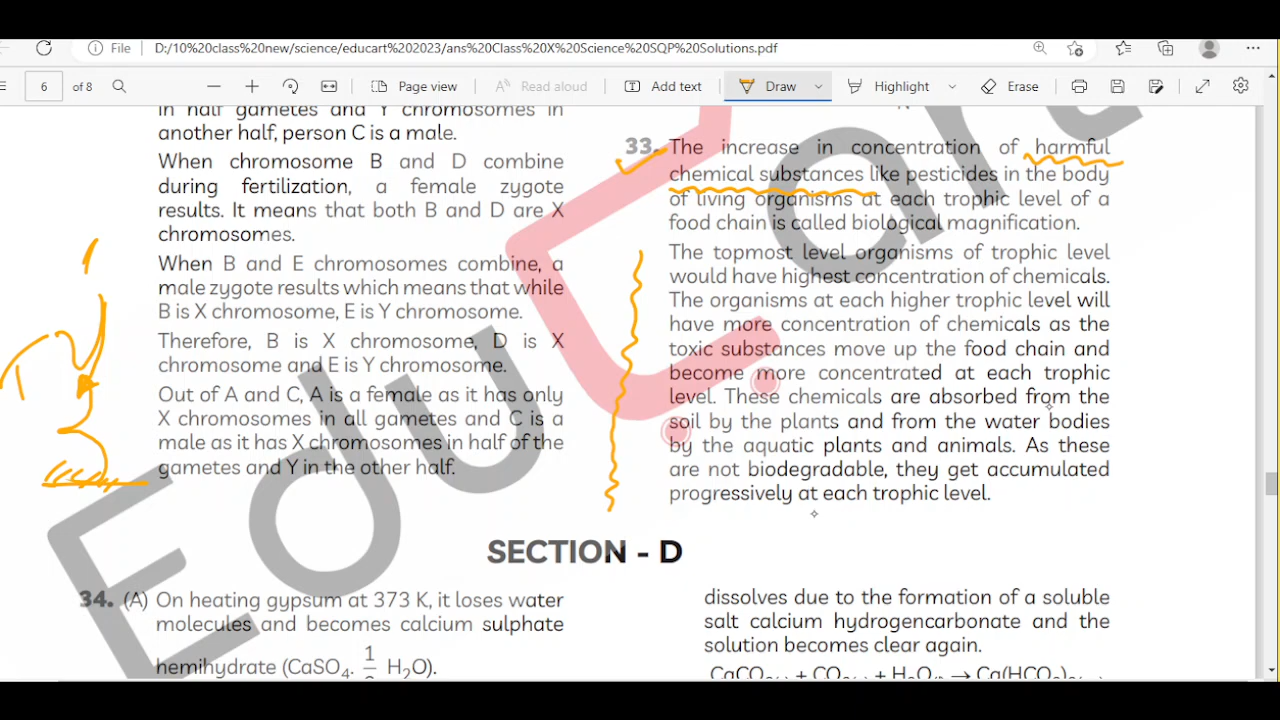 File
D:/10%20class%20new/science/educart%202023/ans%20Class%20X%20Science%20SQP%20Solutions.pdf
6 of 8
Page view
Read aloud
Add text
Draw
Highlight
Erase
in half gametes and Y chromosomes in
another half, person C is a male.
When chromosome B and D combine
during fertilization, a female zygote
results. It means that both B and D are X
chromosomes.
When B and E chromosomes combine, a
male zygote results which means that while
B is X chromosome, E is Y chromosome.
Therefore, B is X chromosome, D is X
chromosome and E is Y chromosome.
Out of A and C, A is a female as it has only
X chromosomes in all gametes and C is a
male as it has X chromosomes in half of the
gametes and Y in the other half.
33. The increase in concentration of harmful
chemical substances like pesticides in the body
of living organisms at each trophic level of a
food chain is called biological magnification.
The topmost level organisms of trophic level
would have highest concentration of chemicals.
The organisms at each higher trophic level will
have more concentration of chemicals as the
toxic substances move up the food chain and
become more concentrated at each trophic
level. These chemicals are absorbed from the
soil by the plants and from the water bodies
by the aquatic plants and animals. As these
are not biodegradable, they get accumulated
progressively at each trophic level.
SECTION - D
34. (A) On heating gypsum at 373 K, it loses water
molecules and becomes calcium sulphate
hemihydrate (CaSO₄. 1/2 H₂O).
dissolves due to the formation of a soluble
salt calcium hydrogencarbonate and the
solution becomes clear again.
Educart